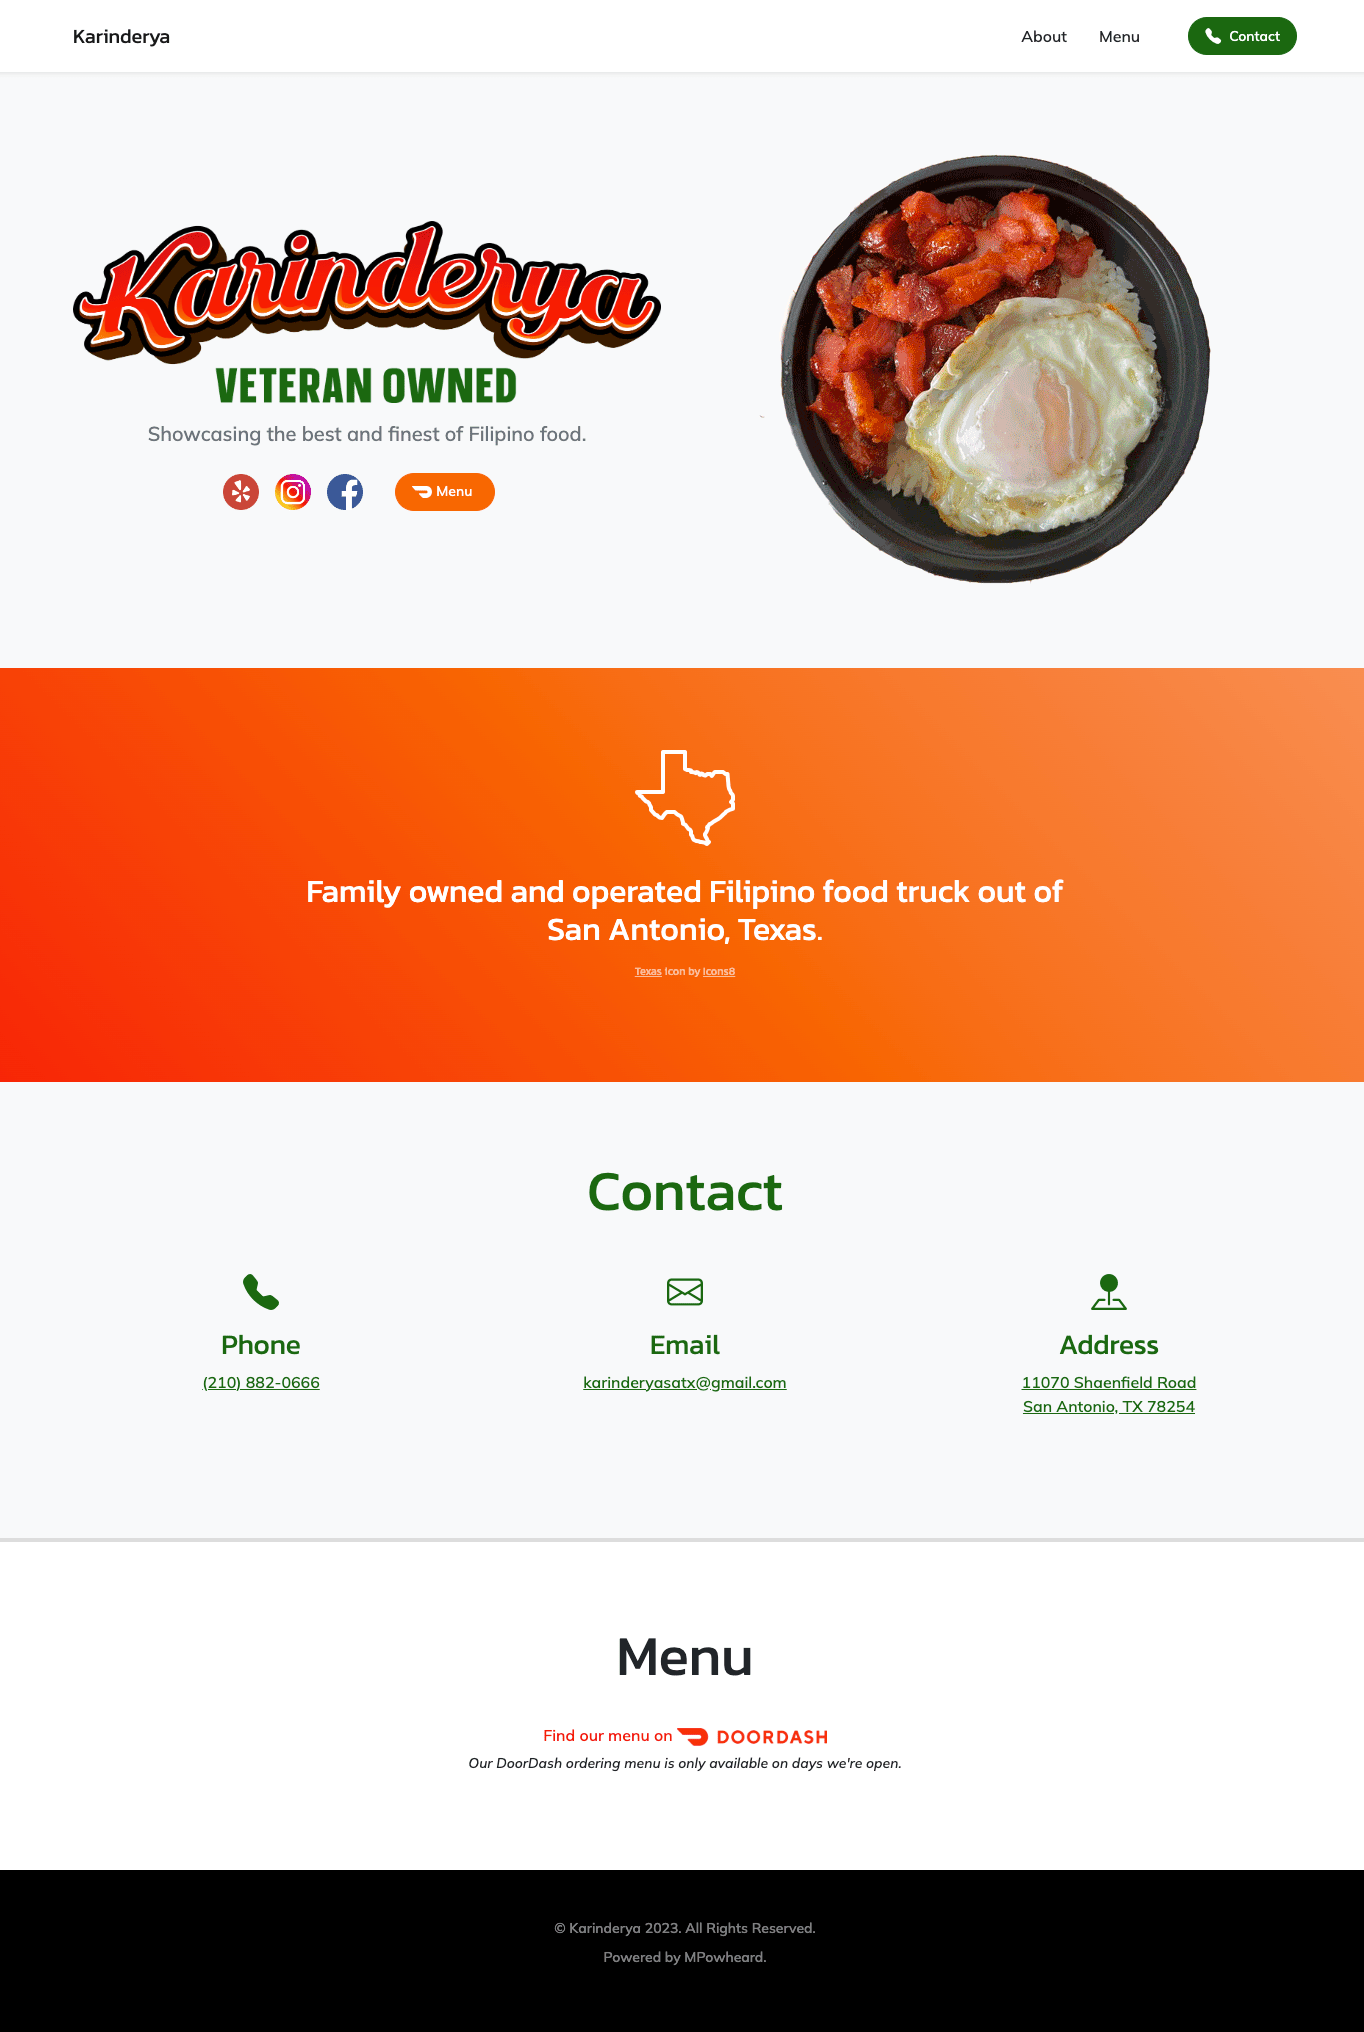 Karinderya
About
Menu
Contact
Karinderya
VETERAN OWNED
Showcasing the best and finest of Filipino food.
Menu
Family owned and operated Filipino food truck out of
San Antonio, Texas.
Texas icon by Icons8
Contact
Phone
(210) 882-0666
Email
karinderyasatx@gmail.com
Address
11070 Shaenfield Road
San Antonio, TX 78254
Menu
Find our menu on DOORDASH
Our DoorDash ordering menu is only available on days we're open.
© Karinderya 2023. All Rights Reserved.
Powered by MPowheard.